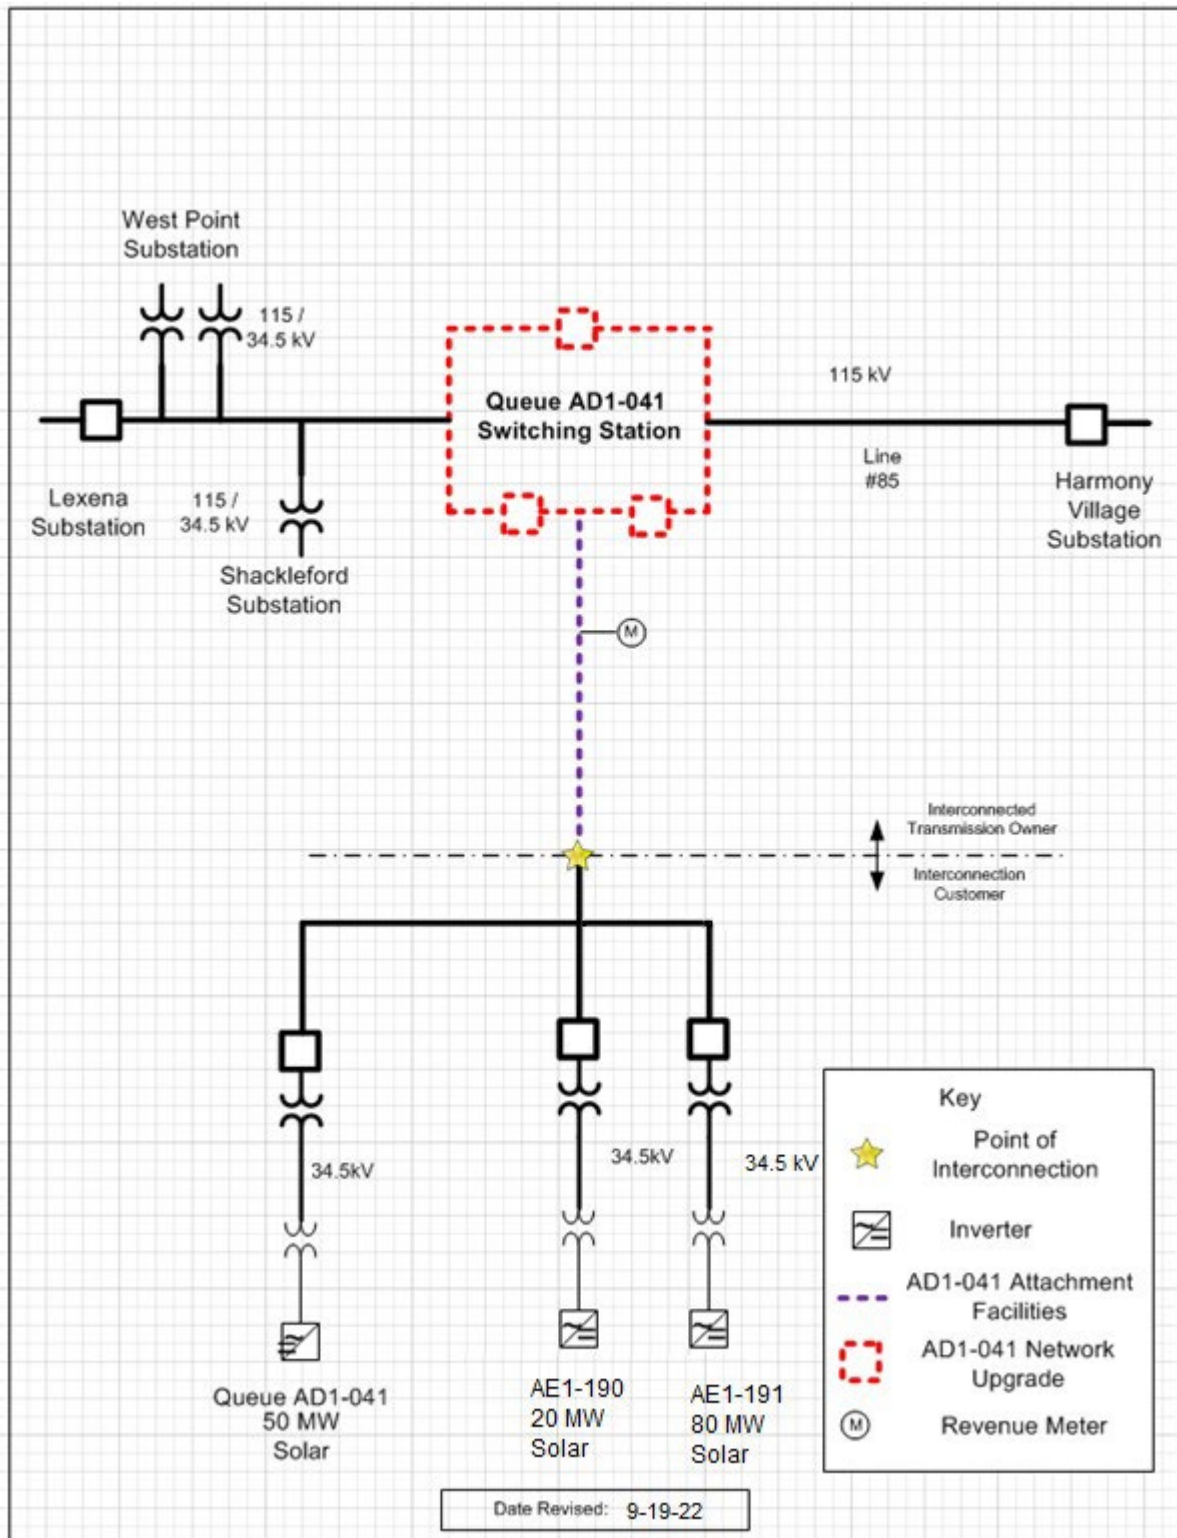 West Point
Substation
115 /
34.5 kV
Queue AD1-041
Switching Station
115 kV
Line
#85
Lexena
Substation
115 /
34.5 kV
Harmony
Village
Substation
Shackleford
Substation
M
Interconnected
Transmission Owner
Interconnection
Customer
34.5kV
34.5kV
34.5 kV
Queue AD1-041
50 MW
Solar
AE1-190
20 MW
Solar
AE1-191
80 MW
Solar
Key
Point of
Interconnection
Inverter
AD1-041 Attachment
Facilities
AD1-041 Network
Upgrade
M
Revenue Meter
Date Revised: 9-19-22